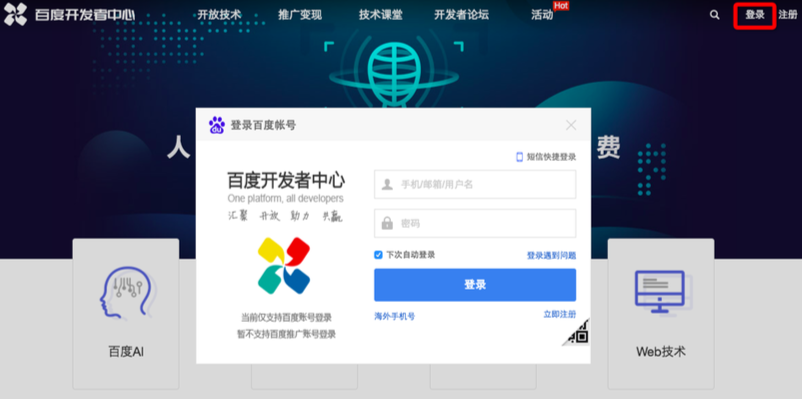 百度开发者中心
开放技术
推广变现
技术课堂
开发者论坛
活动
Hot
登录
注册
人
费
du
登录百度帐号
短信快捷登录
百度开发者中心
One platform, all developers
汇聚 开放 助力 共赢
手机/邮箱/用户名
密码
下次自动登录
登录遇到问题
登录
海外手机号
立即注册
当前仅支持百度账号登录
暂不支持百度推广账号登录
百度AI
Web技术